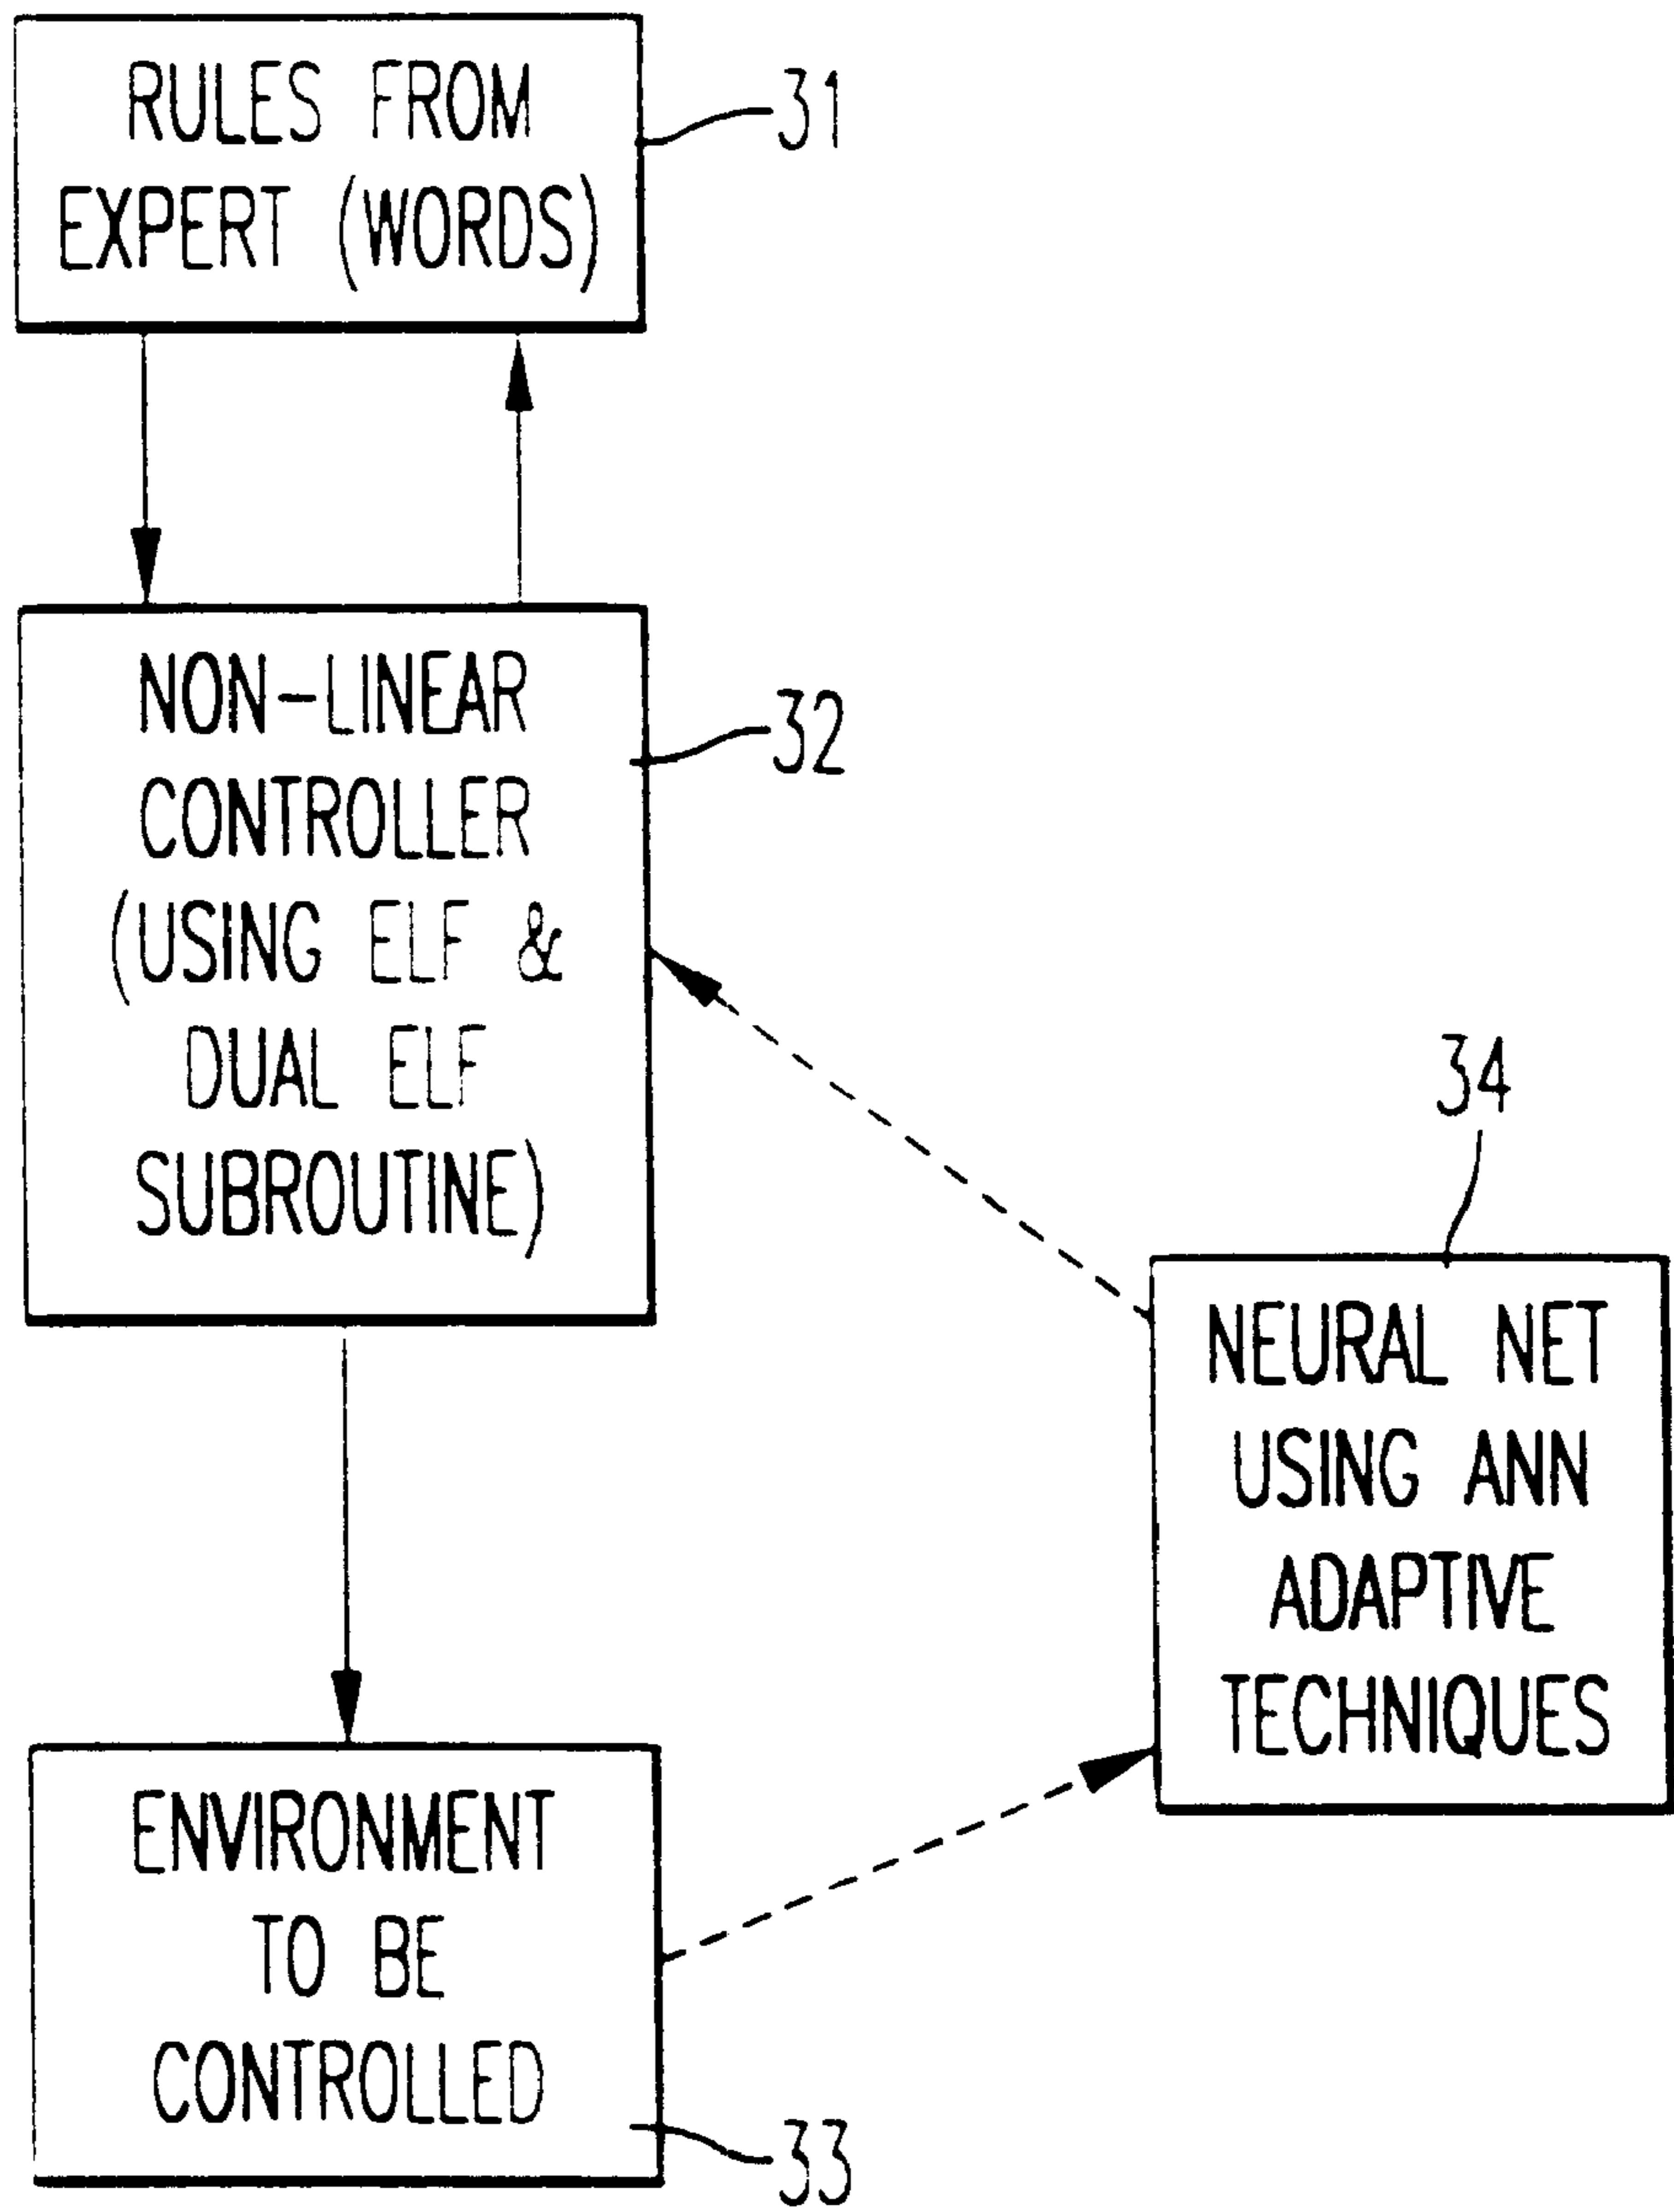 RULES FROM
EXPERT (WORDS)
31
NON-LINEAR
CONTROLLER
(USING ELF &
DUAL ELF
SUBROUTINE)
32
34
NEURAL NET
USING ANN
ADAPTIVE
TECHNIQUES
ENVIRONMENT
TO BE
CONTROLLED
33